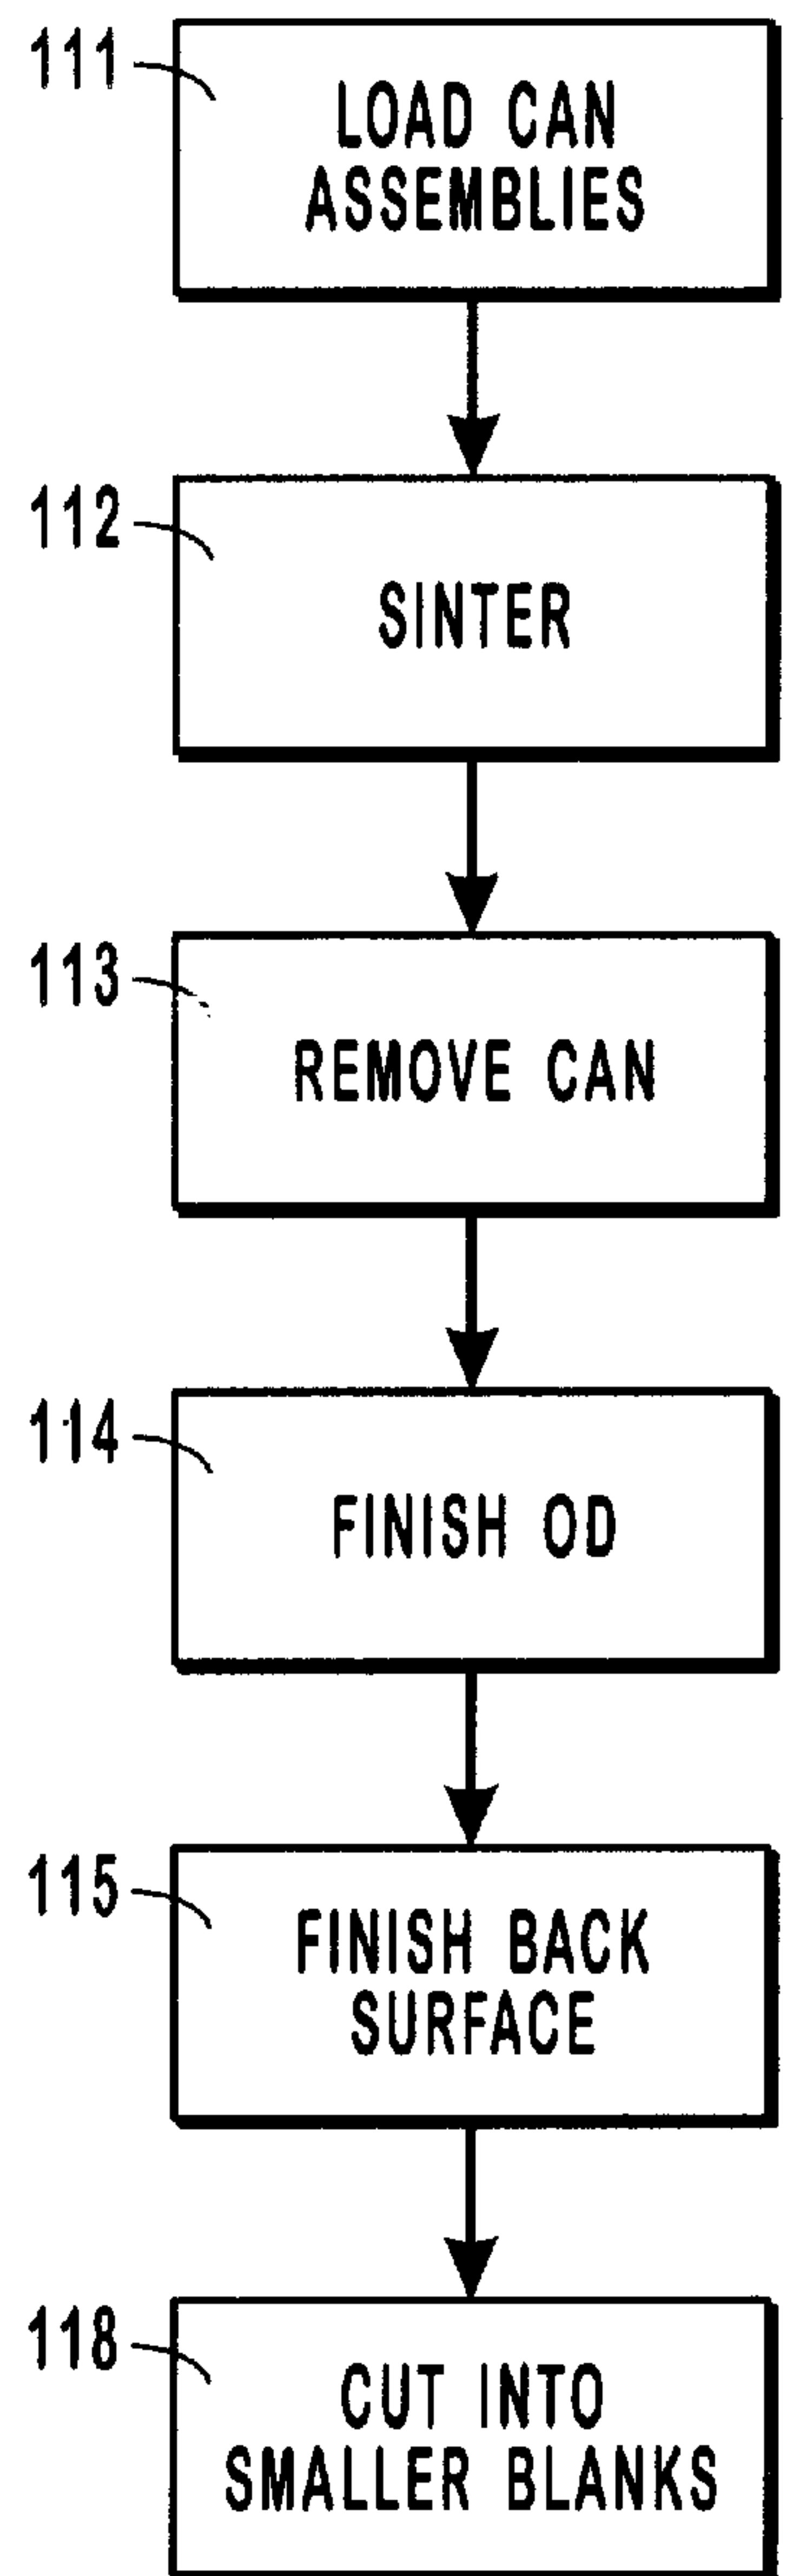 111
LOAD CAN
ASSEMBLIES
112
SINTER
113
REMOVE CAN
114
FINISH OD
115
FINISH BACK
SURFACE
118
CUT INTO
SMALLER BLANKS